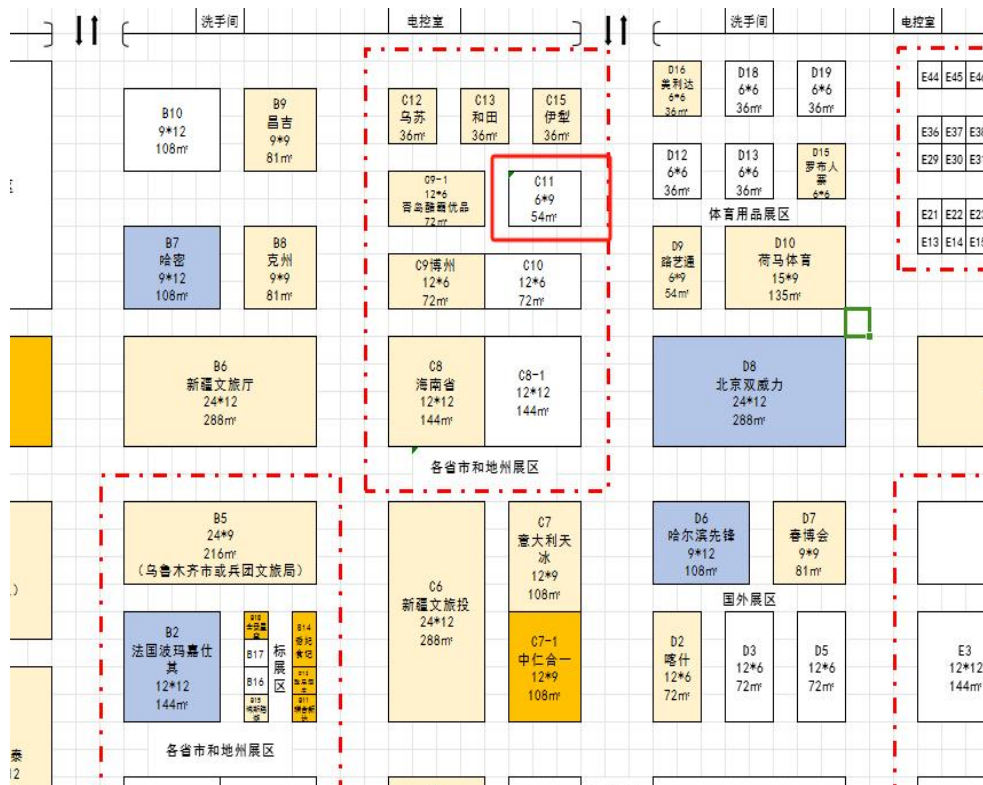 洗手间
电控室
洗手间
电控室
B10
9*12
108㎡
B9
昌吉
9*9
81㎡
C12
乌苏
36㎡
C13
和田
36㎡
C15
伊犁
36㎡
D16
美利达
6*6
36㎡
D18
6*6
36㎡
D19
6*6
36㎡
E44 E45
E36 E37
E29 E30
E21 E22
E13 E14
C9-1
12*6
72㎡
C11
6*9
54㎡
D12
6*6
36㎡
D13
6*6
36㎡
D15
罗布人
寨
6*6
体育用品展区
B7
哈密
9*12
108㎡
B8
克州
9*9
81㎡
C9博州
12*6
72㎡
C10
12*6
72㎡
D9
路艺通
6*9
54㎡
D10
荷马体育
15*9
135㎡
B6
新疆文旅厅
24*12
288㎡
C8
海南省
12*12
144㎡
C8-1
12*12
144㎡
D8
北京双威力
24*12
288㎡
各省市和地州展区
B5
24*9
216㎡
(乌鲁木齐市或兵团文旅局)
C6
新疆文旅投
24*12
288㎡
C7
意大利天
冰
12*9
108㎡
D6
哈尔滨先锋
9*12
108㎡
D7
春博会
9*9
81㎡
国外展区
B2
法国波玛嘉仕
其
12*12
144㎡
B17
B16
标
展
区
B14
C7-1
中仁合一
12*9
108㎡
D2
喀什
12*6
72㎡
D3
12*6
72㎡
D5
12*6
72㎡
E3
12*12
144㎡
各省市和地州展区
泰
12